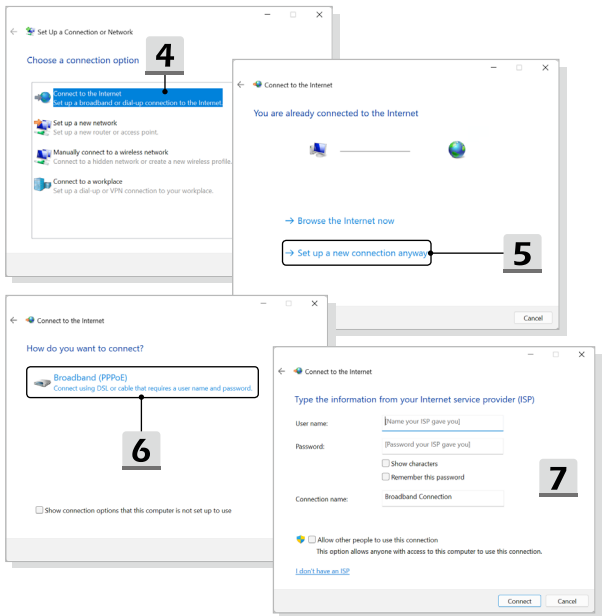 Set Up a Connection or Network
Choose a connection option
4
Connect to the Internet
Set up a broadband or dial-up connection to the Internet.
Set up a new network
Set up a new router or access point.
Manually connect to a wireless network
Connect to a hidden network or create a new wireless profile.
Connect to a workplace
Set up a dial-up or VPN connection to your workplace.
Connect to the Internet
You are already connected to the Internet
→ Browse the Internet now
→ Set up a new connection anyway
5
Cancel
Connect to the Internet
How do you want to connect?
Broadband (PPPoE)
Connect using DSL or cable that requires a user name and password.
6
Show connection options that this computer is not set up to use
Connect to the Internet
Type the information from your Internet service provider (ISP)
User name:
[Name your ISP gave you]
Password:
[Password your ISP gave you]
Show characters
Remember this password
7
Connection name:
Broadband Connection
Allow other people to use this connection
This option allows anyone with access to this computer to use this connection.
I don't have an ISP
Connect
Cancel